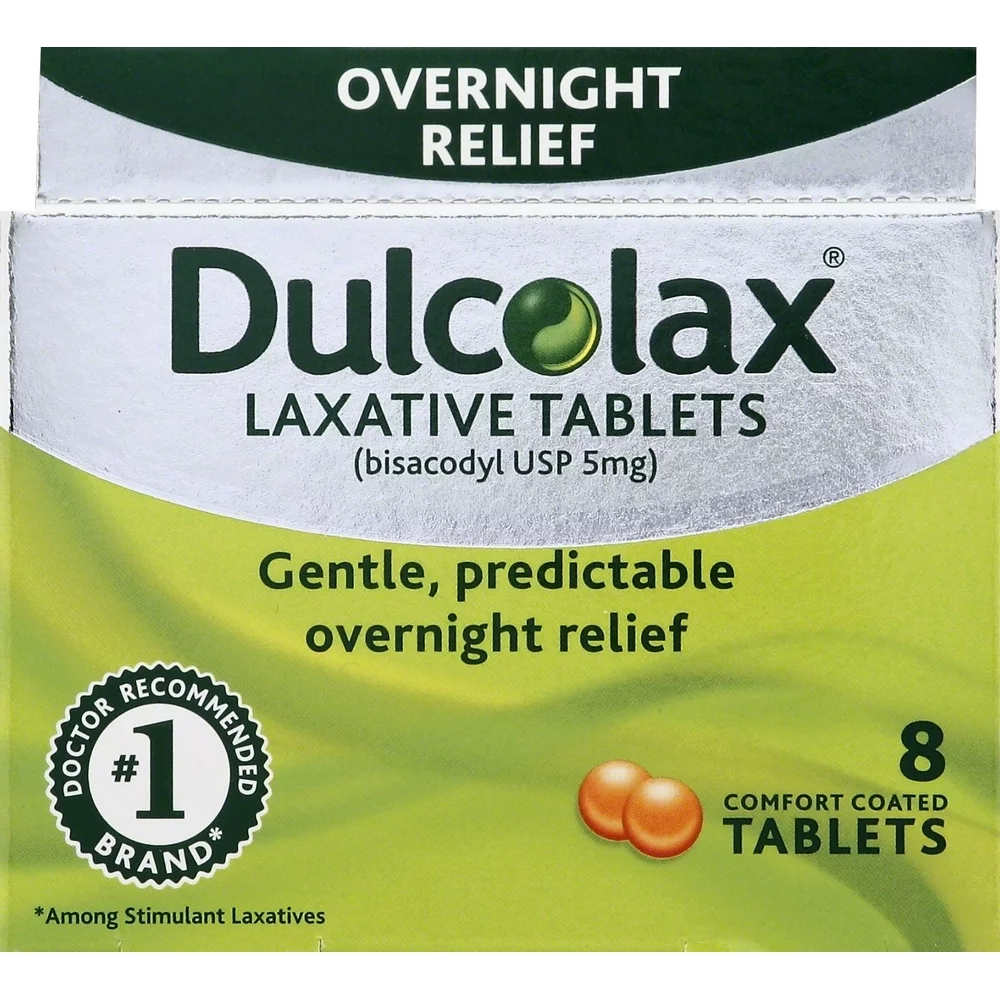 OVERNIGHT
RELIEF
Dulcolax®
LAXATIVE TABLETS
(bisacodyl USP 5mg)
Gentle, predictable
overnight relief
DOCTOR RECOMMENDED
#1
BRAND*
8
COMFORT COATED
TABLETS
*Among Stimulant Laxatives